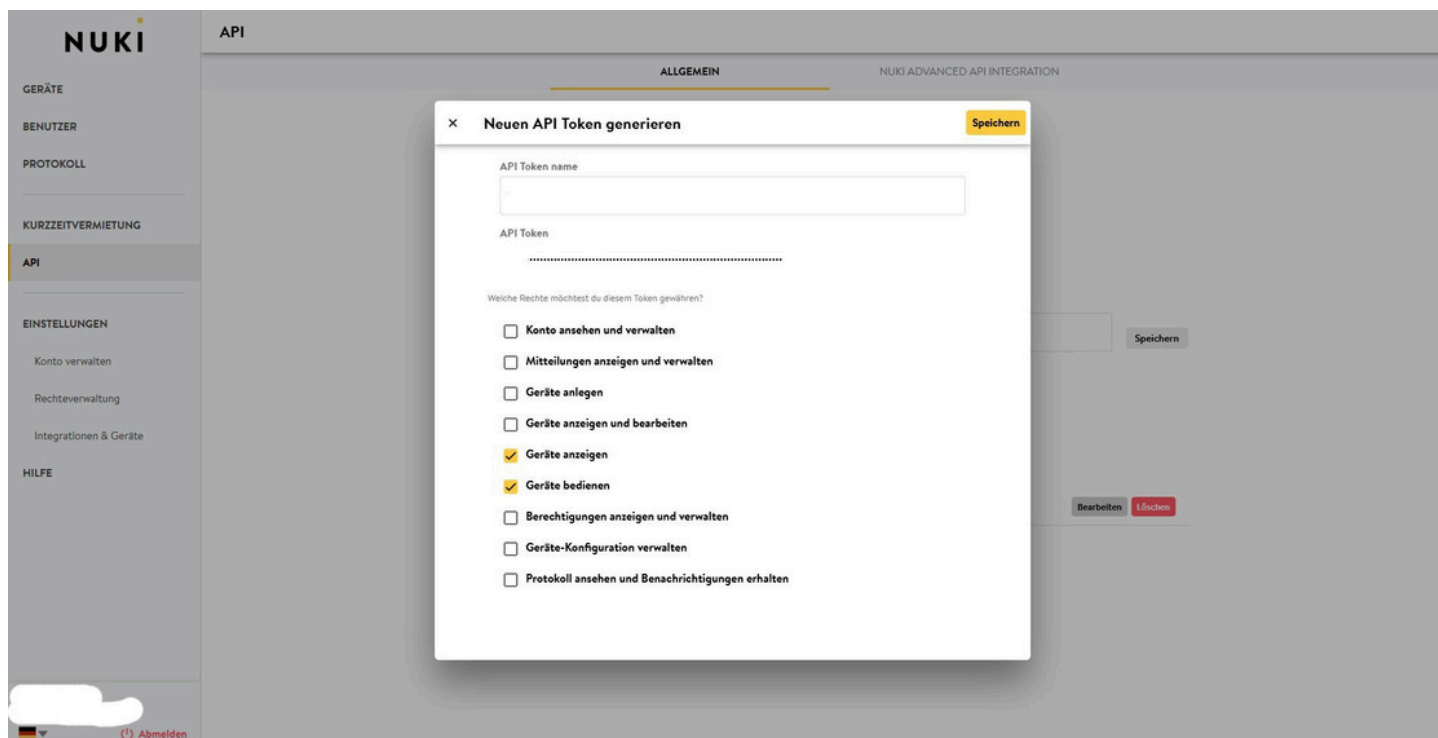 NUKI
API
ALLGEMEIN
NUKI ADVANCED API INTEGRATION
GERÄTE
BENUTZER
PROTOKOLL
KURZZEITVERMIETUNG
API
EINSTELLUNGEN
Konto verwalten
Rechteverwaltung
Integrationen & Geräte
HILFE
Abmelden
× Neuen API Token generieren
Speichern
API Token name
API Token
Welche Rechte möchtest du diesem Token gewähren?
Konto ansehen und verwalten
Mitteilungen anzeigen und verwalten
Geräte anlegen
Geräte anzeigen und bearbeiten
Geräte anzeigen
Geräte bedienen
Berechtigungen anzeigen und verwalten
Geräte-Konfiguration verwalten
Protokoll ansehen und Benachrichtigungen erhalten
Speichern
Bearbeiten Löschen